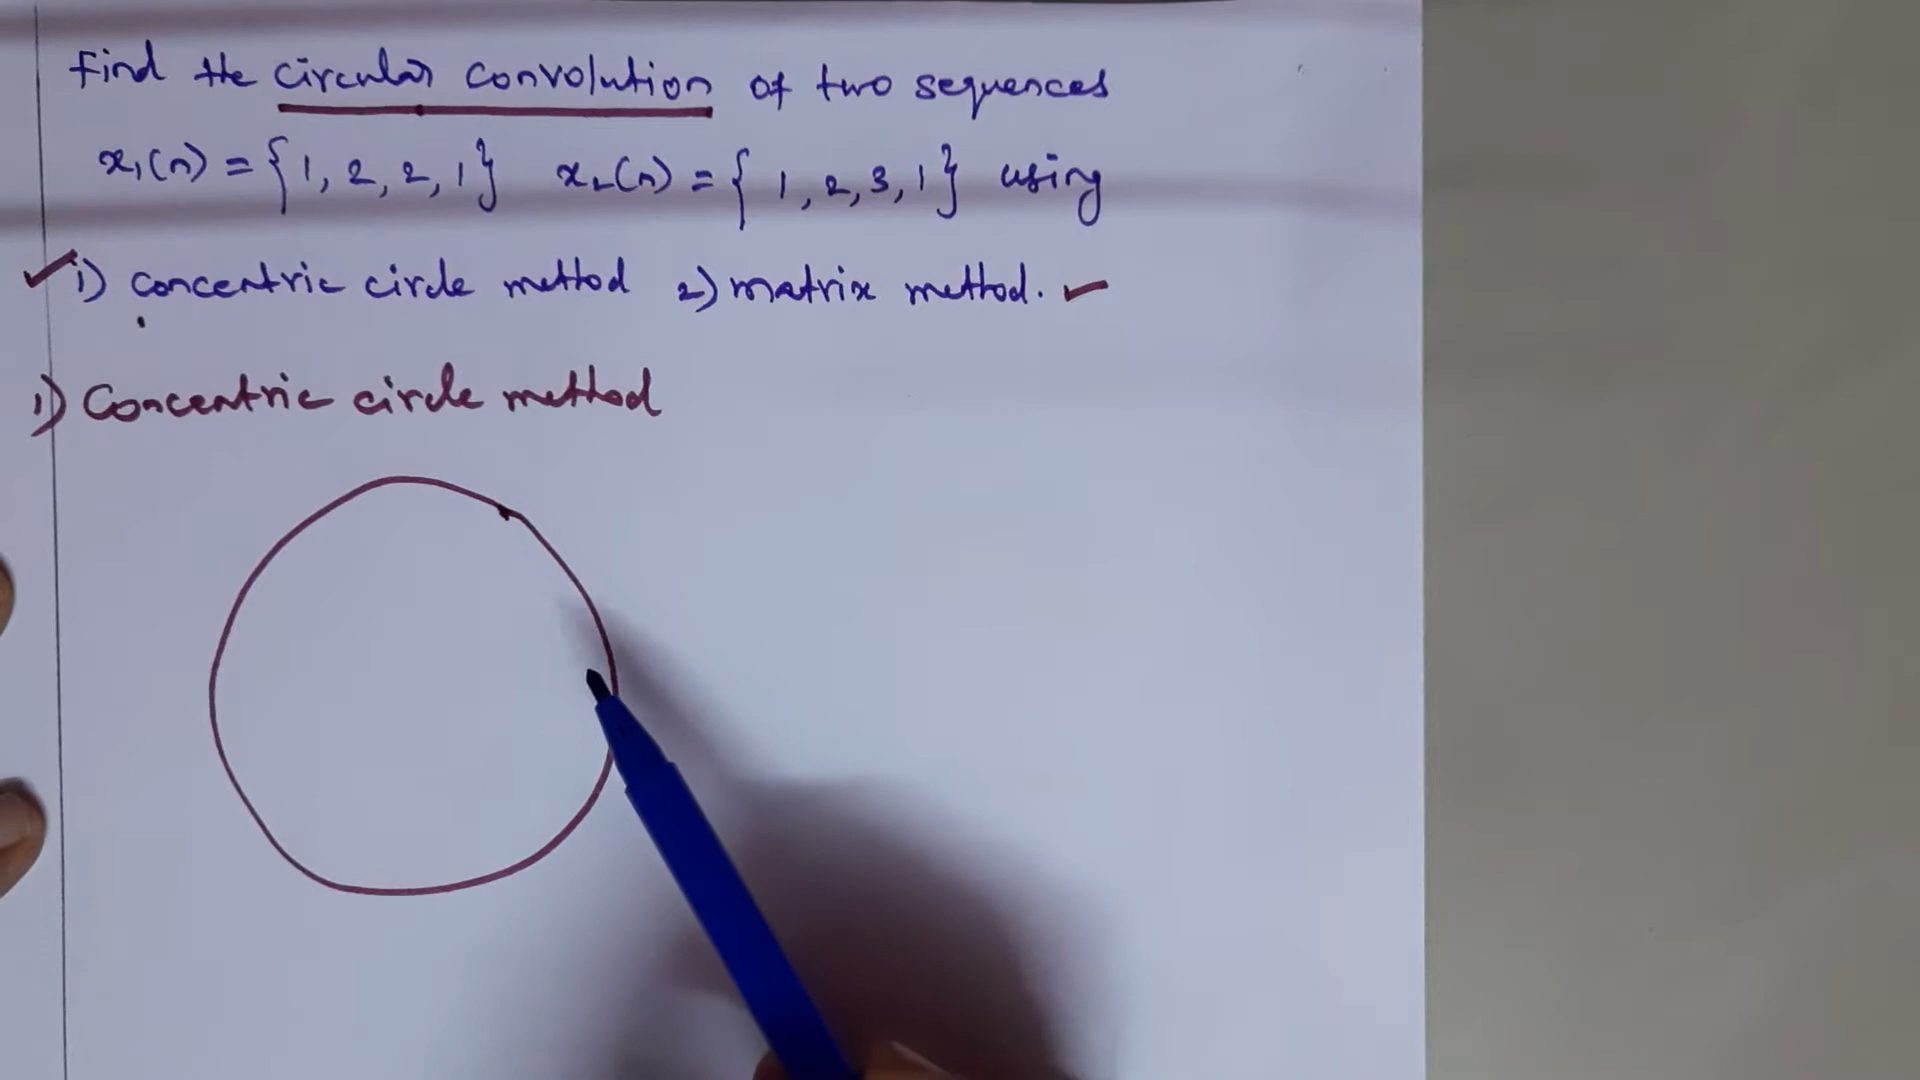 Find the circular convolution of two sequences
x₁(n) = {1, 2, 2, 1} x₂(n) = {1, 2, 3, 1} using
1) concentric circle method 2) matrix method.
1) Concentric circle method